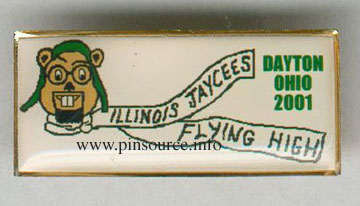 ILLINOIS JAYCEES
FLYING HIGH
DAYTON
OHIO
2001
www.pinsource.info